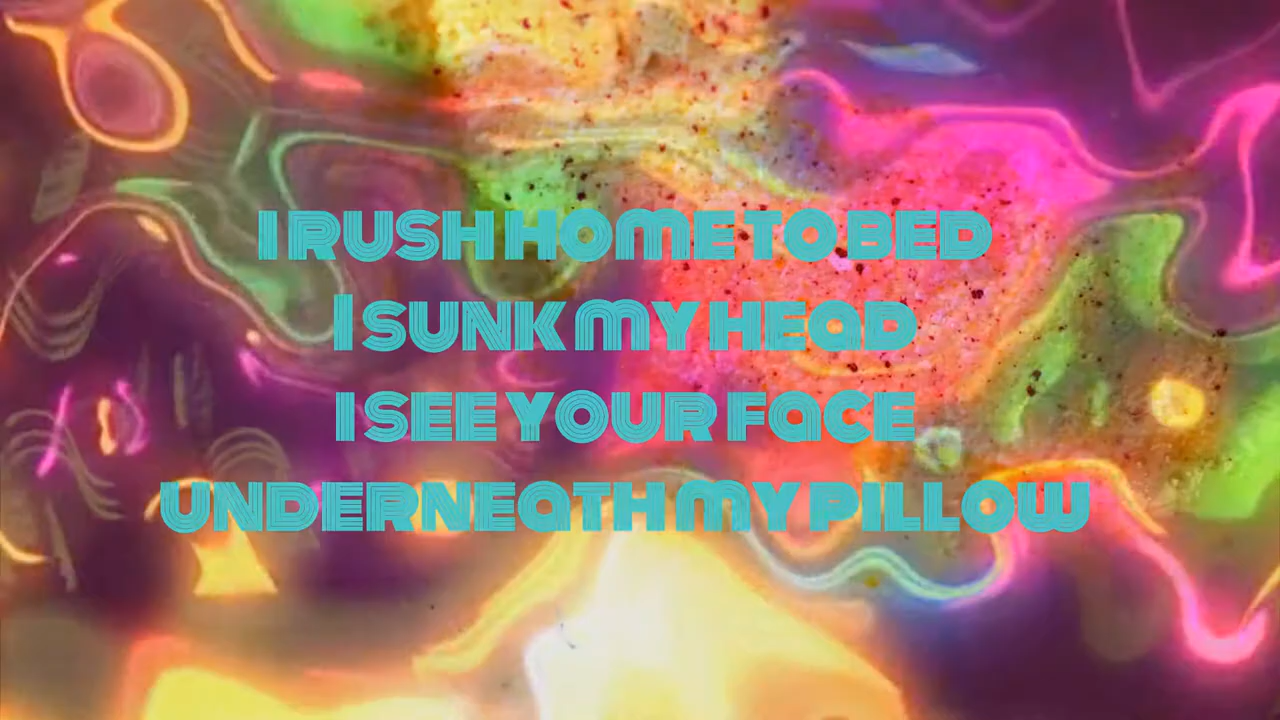 I RUSH HOME TO BED
I SUNK MY HEAD
I SEE YOUR FACE
UNDERNEATH MY PILLOW